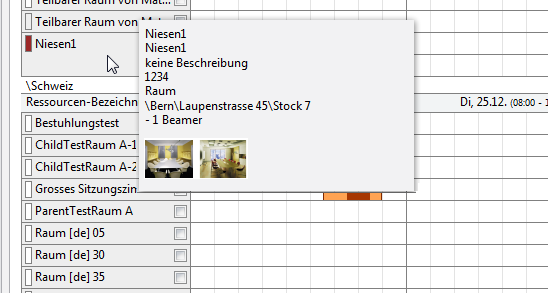 Teilbarer Raum von Mat...
Teilbarer Raum von Mat...
Niesen1
Niesen1
Niesen1
keine Beschreibung
1234
Raum
\Bern\Laupenstrasse 45\Stock 7
- 1 Beamer
\Schweiz
Ressourcen-Bezeichn
Di, 25.12. (08:00 - 1
Bestuhlungstest
ChildTestRaum A-1
ChildTestRaum A-2
Grosses Sitzungszim
ParentTestRaum A
Raum [de] 05
Raum [de] 30
Raum [de] 35